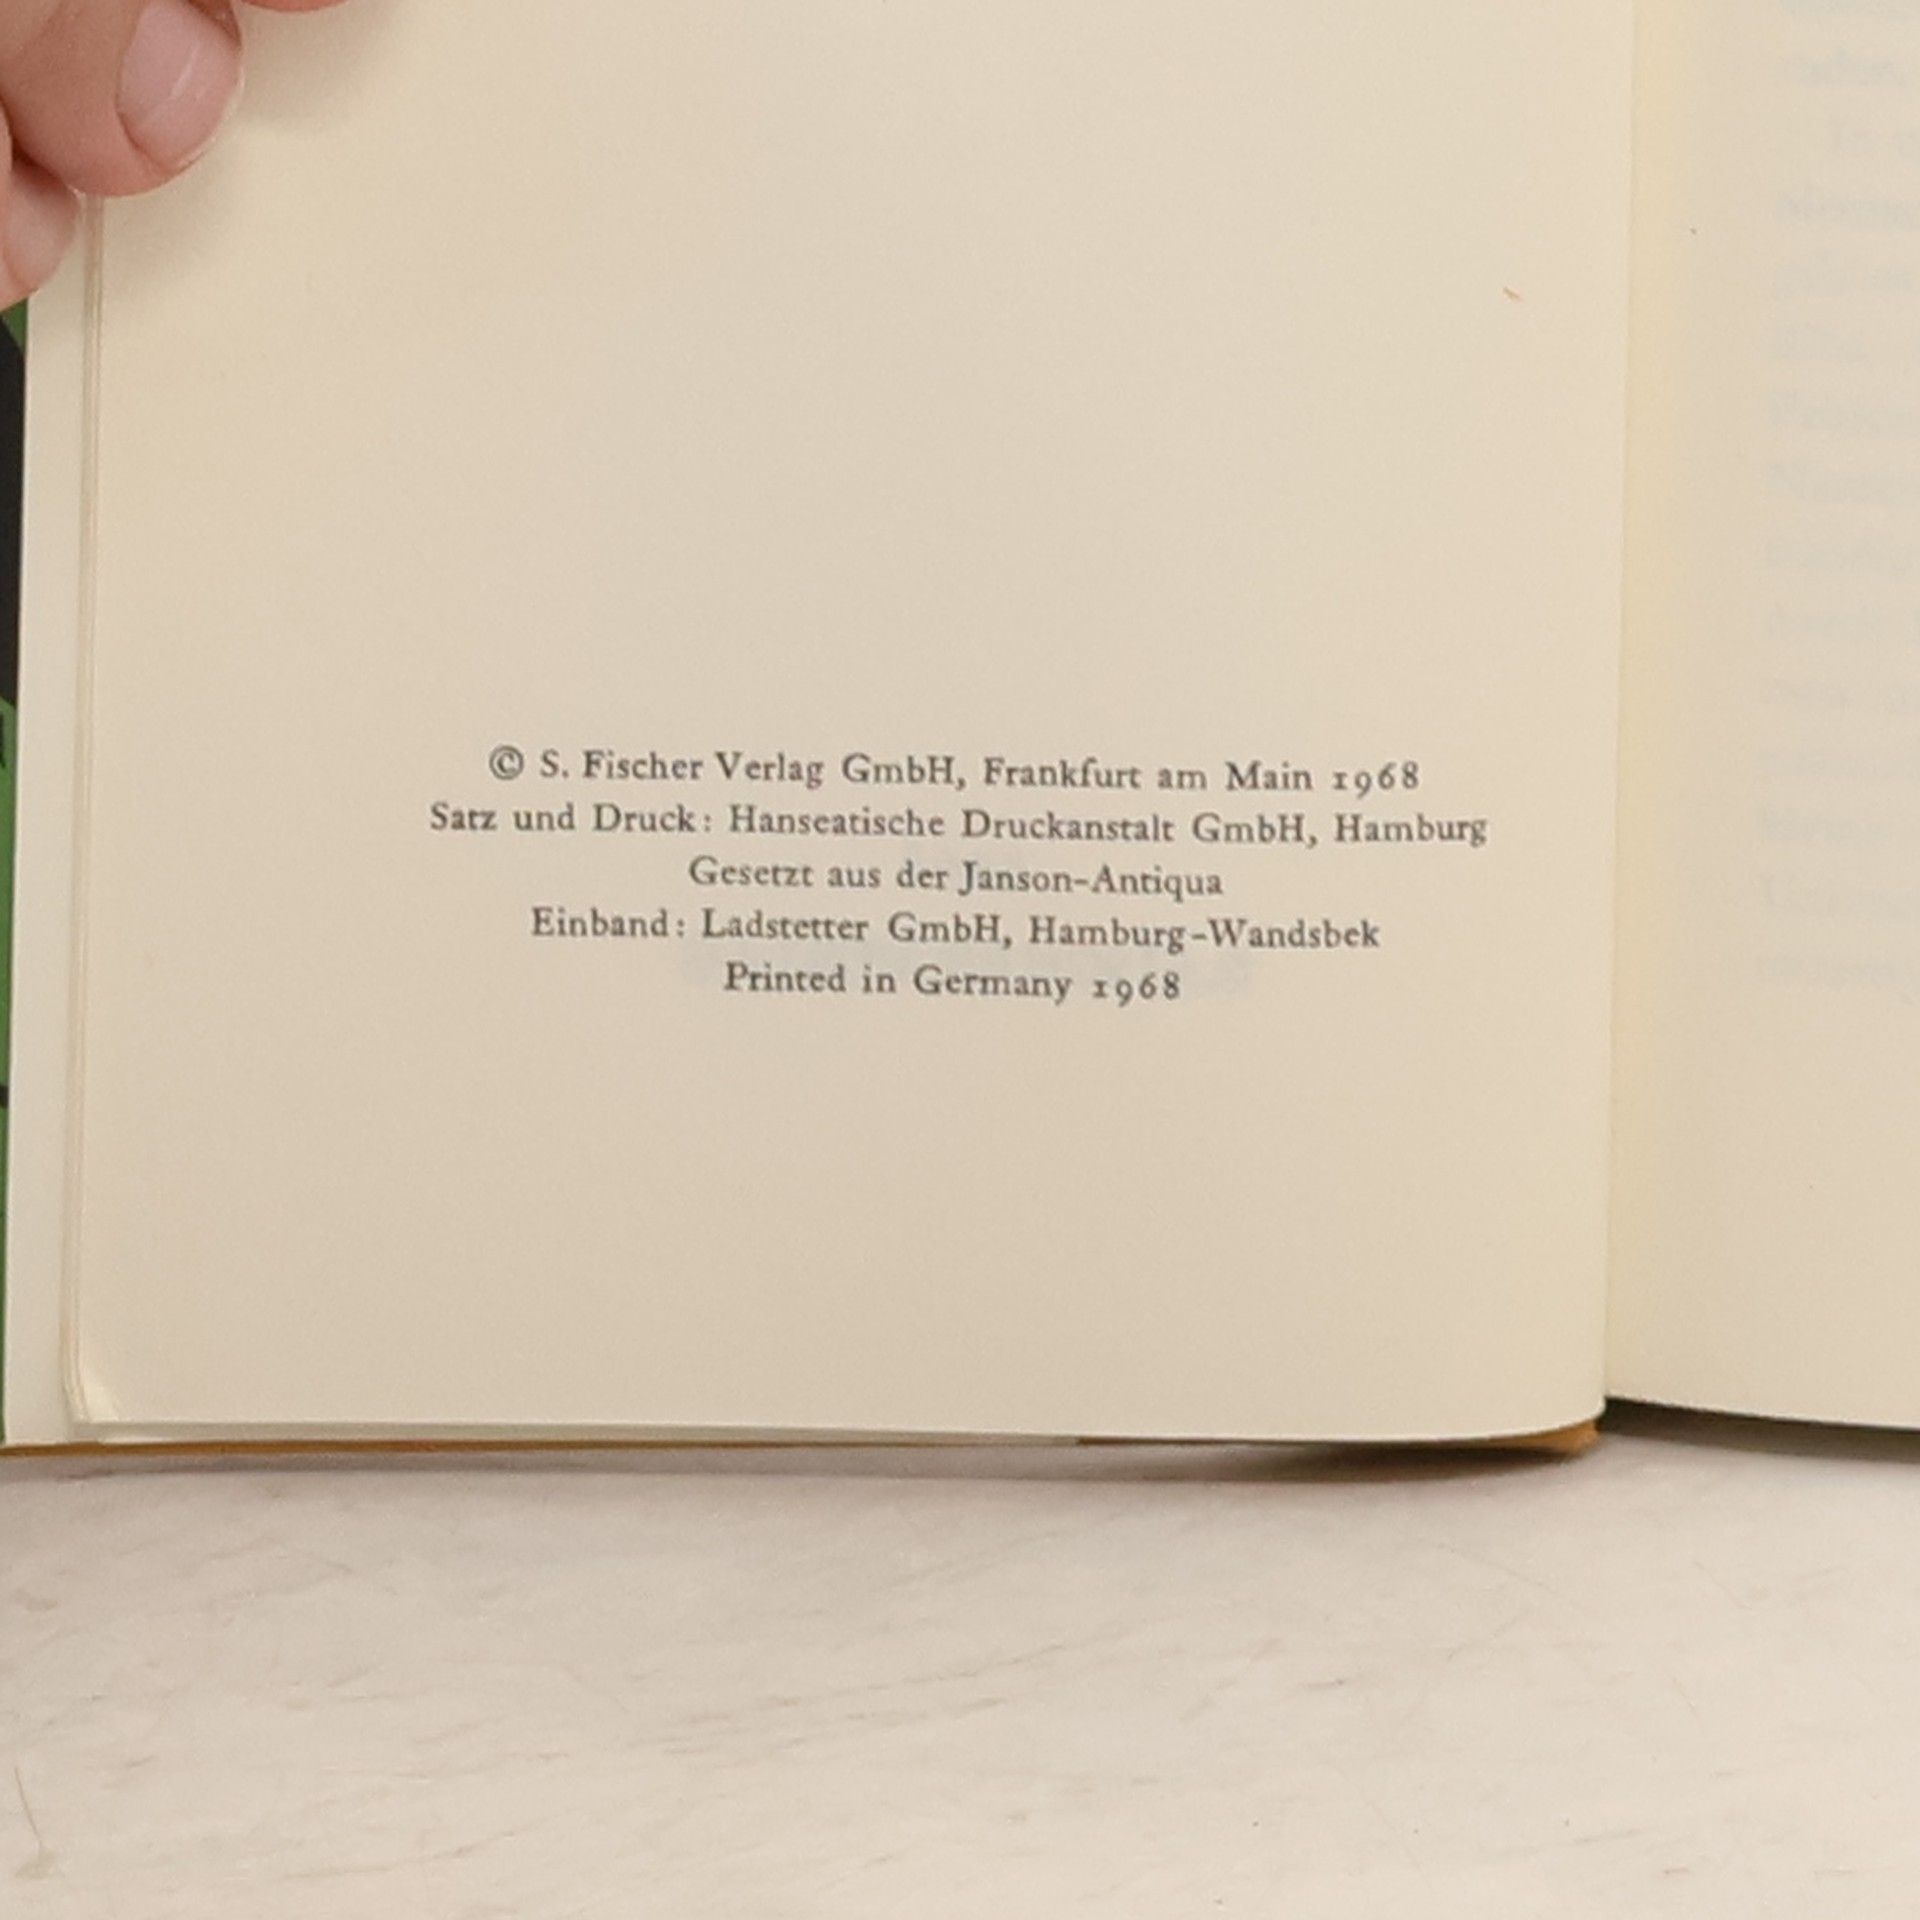 © S. Fischer Verlag GmbH, Frankfurt am Main 1968
Satz und Druck: Hanseatische Druckanstalt GmbH, Hamburg
Gesetzt aus der Janson-Antiqua
Einband: Ladstetter GmbH, Hamburg-Wandsbek
Printed in Germany 1968